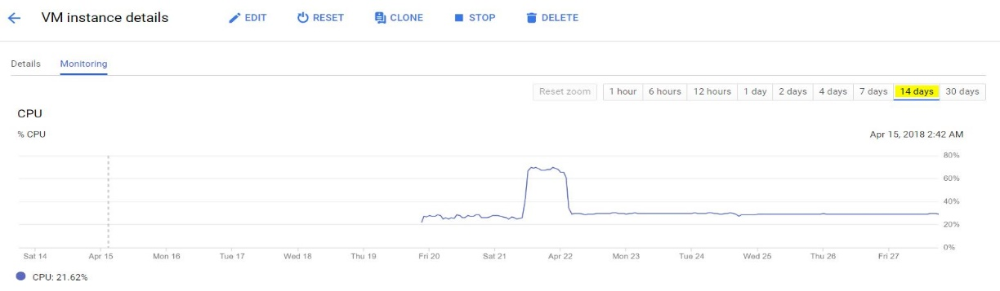 VM instance details EDIT RESET CLONE STOP DELETE
Details Monitoring
Reset zoom 1 hour 6 hours 12 hours 1 day 2 days 4 days 7 days 14 days 30 days
CPU
% CPU Apr 15, 2018 2:42 AM
80%
60%
40%
20%
0%
Sat 14 Apr 15 Mon 16 Tue 17 Wed 18 Thu 19 Fri 20 Sat 21 Apr 22 Mon 23 Tue 24 Wed 25 Thu 26 Fri 27
CPU: 21.62%